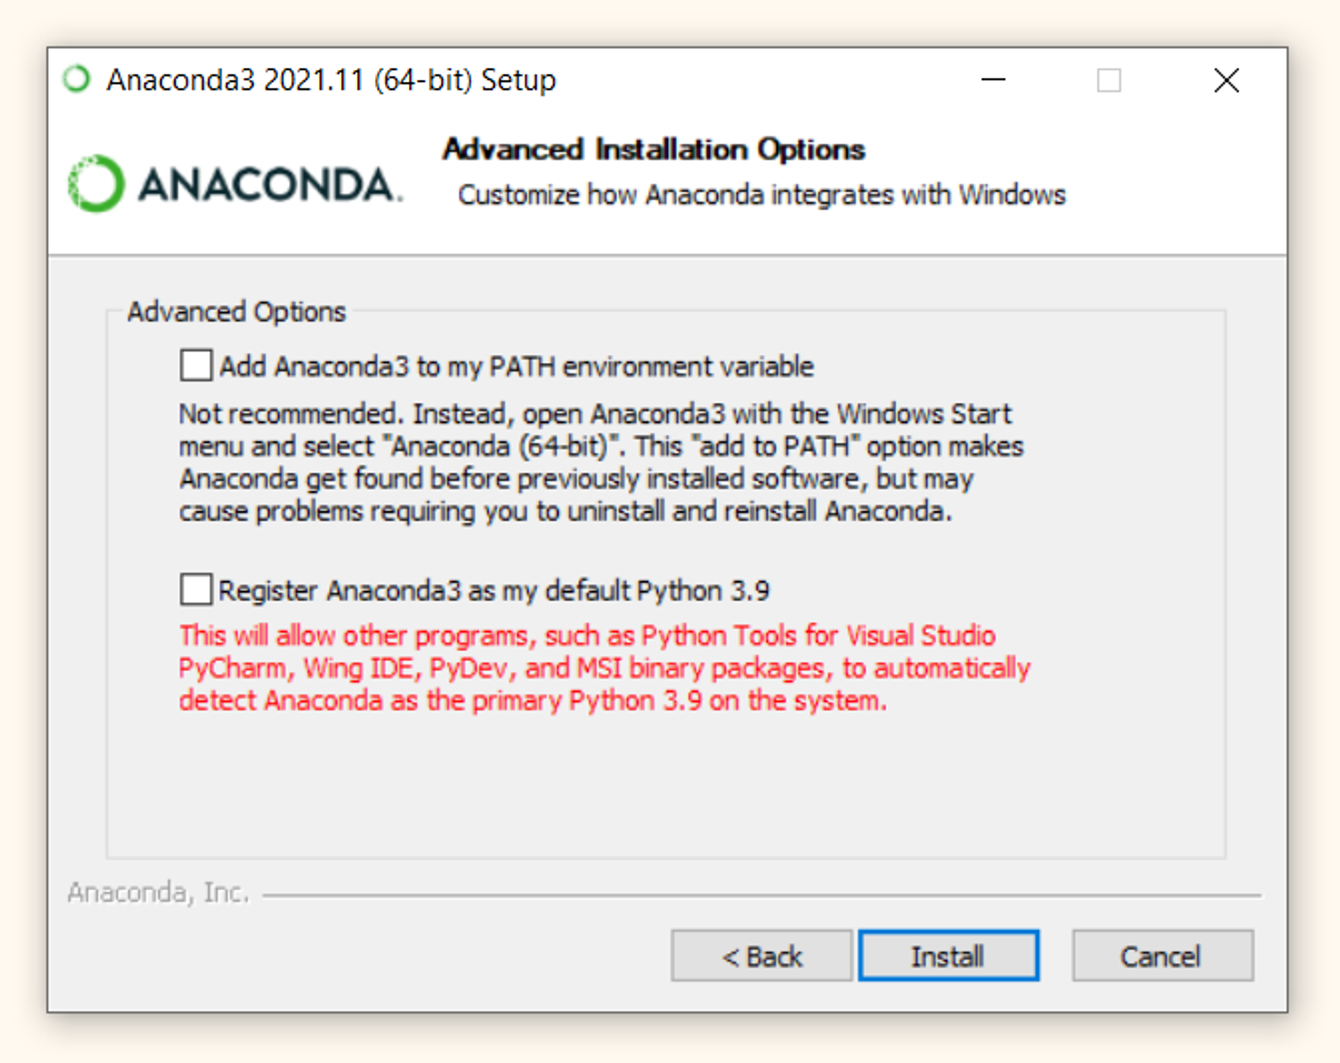 Anaconda3 2021.11 (64-bit) Setup
ANACONDA.
Advanced Installation Options
Customize how Anaconda integrates with Windows
Advanced Options
Add Anaconda3 to my PATH environment variable
Not recommended. Instead, open Anaconda3 with the Windows Start
menu and select "Anaconda (64-bit)". This "add to PATH" option makes
Anaconda get found before previously installed software, but may
cause problems requiring you to uninstall and reinstall Anaconda.
Register Anaconda3 as my default Python 3.9
This will allow other programs, such as Python Tools for Visual Studio
PyCharm, Wing IDE, PyDev, and MSI binary packages, to automatically
detect Anaconda as the primary Python 3.9 on the system.
Anaconda, Inc.
< Back
Install
Cancel